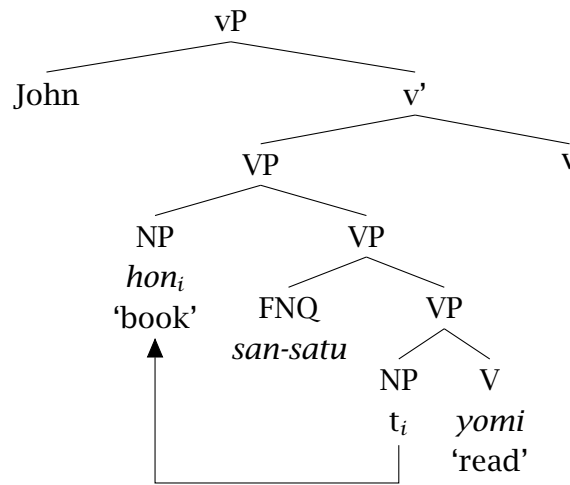 vP
John v'
VP v
NP VP
honᵢ FNQ VP
'book' san-satu
NP V
tᵢ yomi
'read'